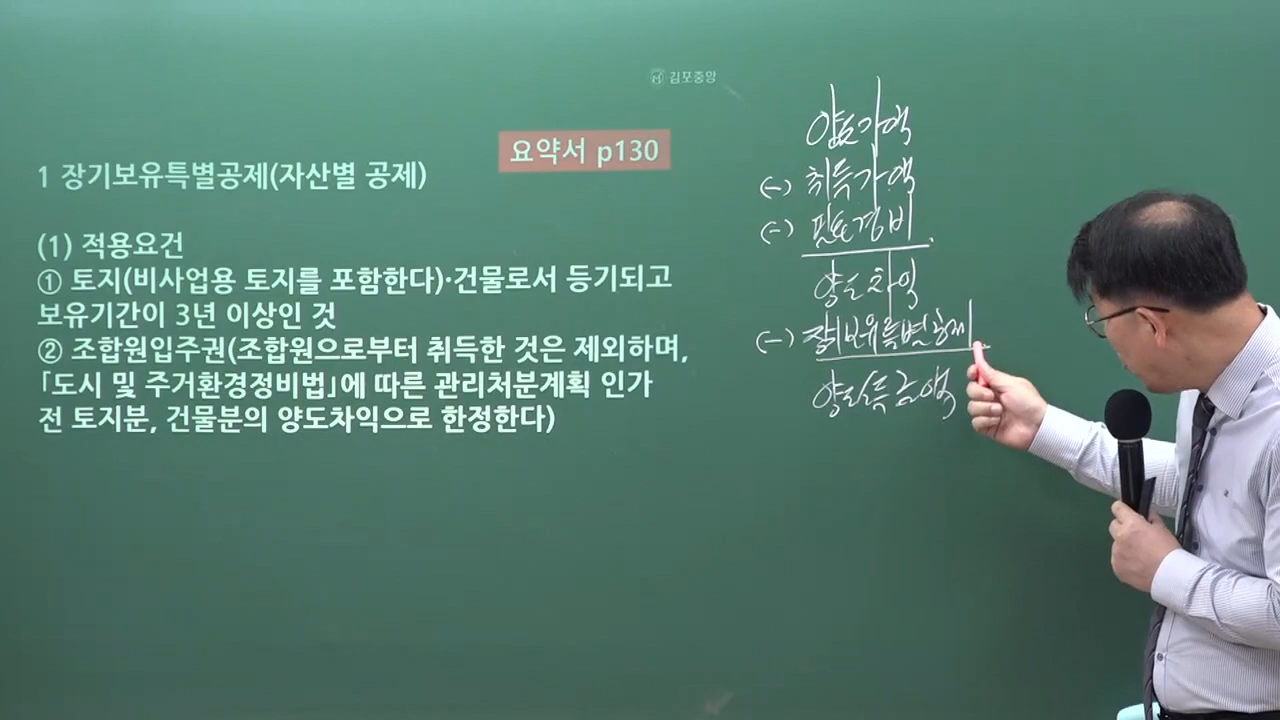 김포중앙
요약서 p130
1 장기보유특별공제(자산별 공제)
(1) 적용요건
① 토지(비사업용 토지를 포함한다)·건물로서 등기되고
보유기간이 3년 이상인 것
② 조합원입주권(조합원으로부터 취득한 것은 제외하며,
「도시 및 주거환경정비법」에 따른 관리처분계획 인가
전 토지분, 건물분의 양도차익으로 한정한다)
양도가액
(-) 취득가액
(-) 필요경비
양도차익
(-) 장기보유특별공제
양도소득금액